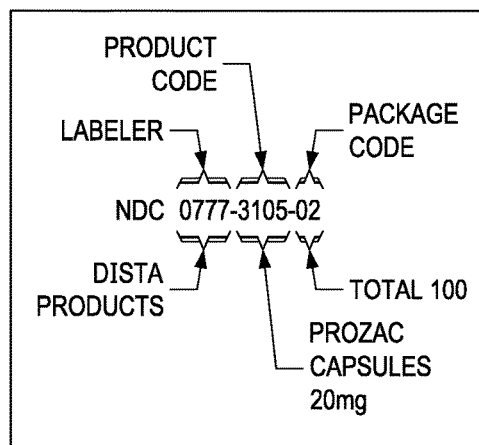 PRODUCT
CODE
LABELER
PACKAGE
CODE
NDC 0777-3105-02
DISTA
PRODUCTS
TOTAL 100
PROZAC
CAPSULES
20mg